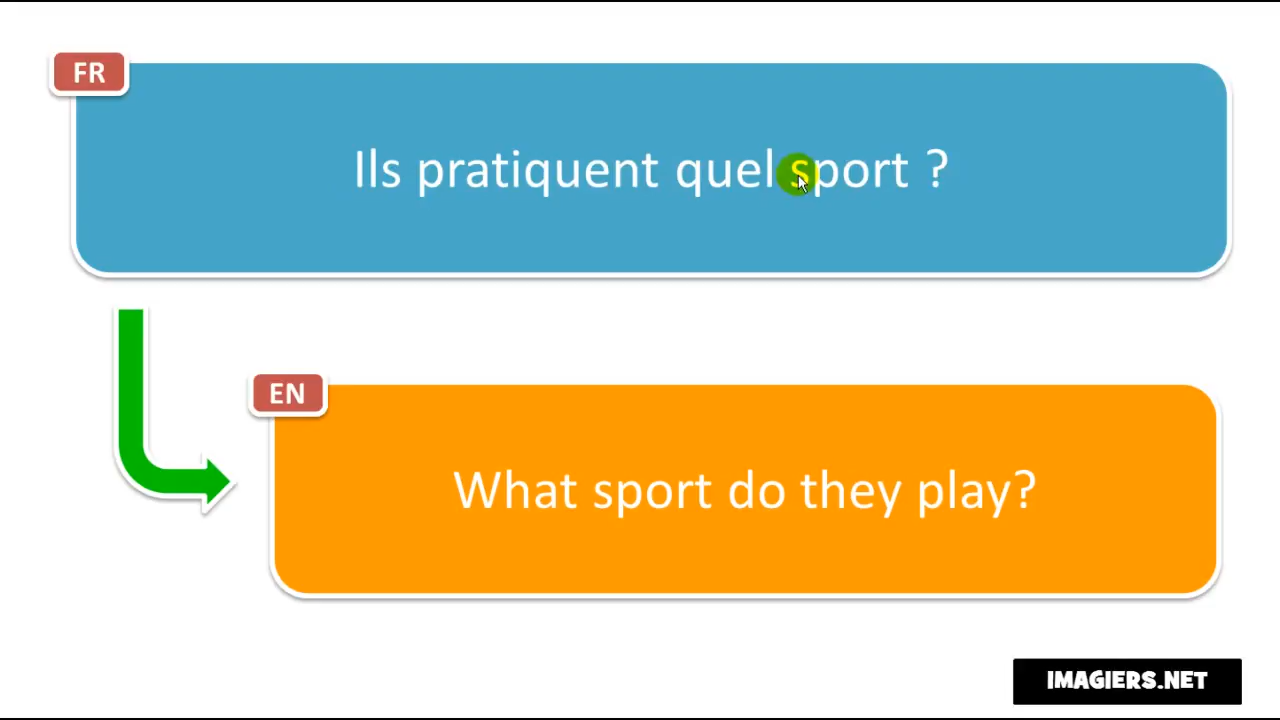 FR
Ils pratiquent quel sport ?
EN
What sport do they play?
IMAGIERS.NET